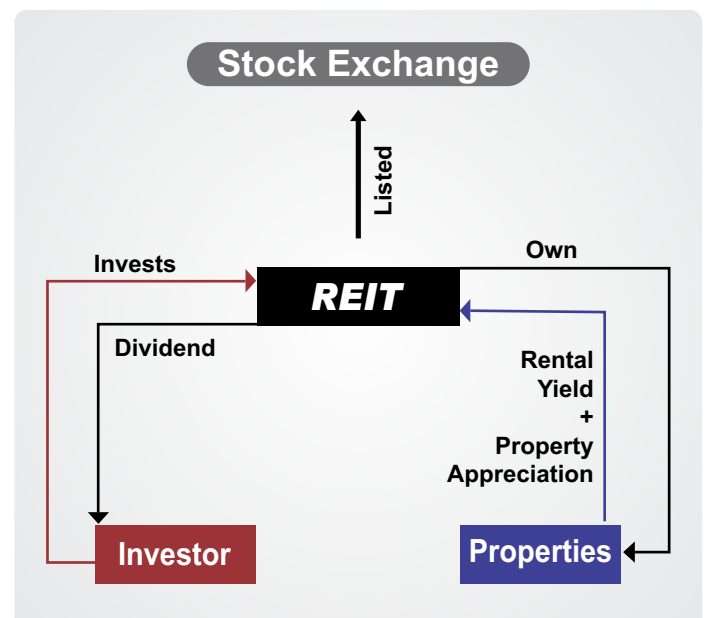 Stock Exchange
Listed
Invests
Own
REIT
Dividend
Rental
Yield
+
Property
Appreciation
Investor
Properties